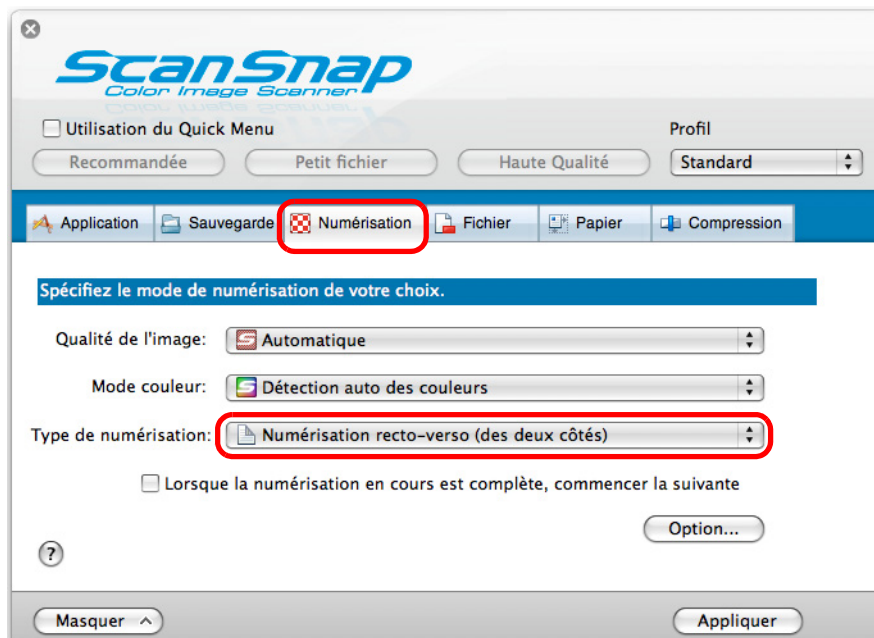 ScanSnap
Color Image Scanner
Utilisation du Quick Menu
Profil
Recommandée
Petit fichier
Haute Qualité
Standard
Application
Sauvegarde
Numérisation
Fichier
Papier
Compression
Spécifiez le mode de numérisation de votre choix.
Qualité de l'image: Automatique
Mode couleur: Détection auto des couleurs
Type de numérisation: Numérisation recto-verso (des deux côtés)
Lorsque la numérisation en cours est complète, commencer la suivante
Option...
?
Masquer
Appliquer